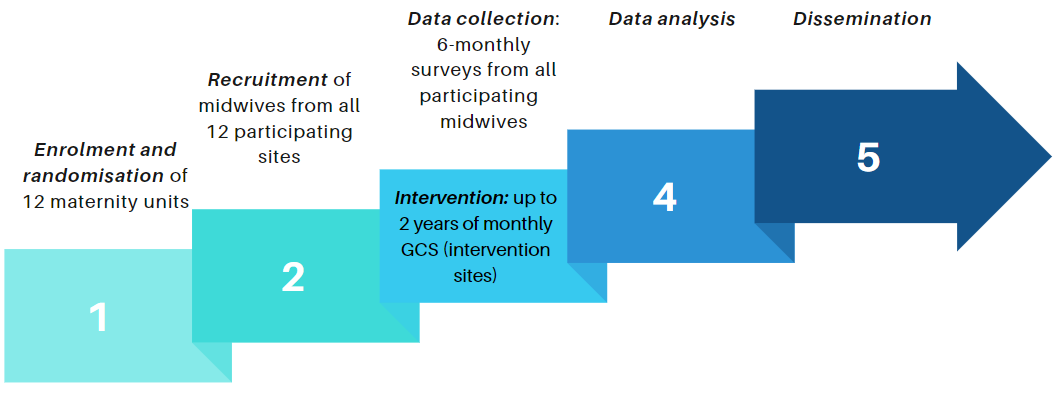 Enrolment and
randomisation of
12 maternity units
1
Recruitment of
midwives from all
12 participating
sites
2
Data collection:
6-monthly
surveys from all
participating
midwives
Intervention: up to
2 years of monthly
GCS (intervention
sites)
Data analysis
4
Dissemination
5